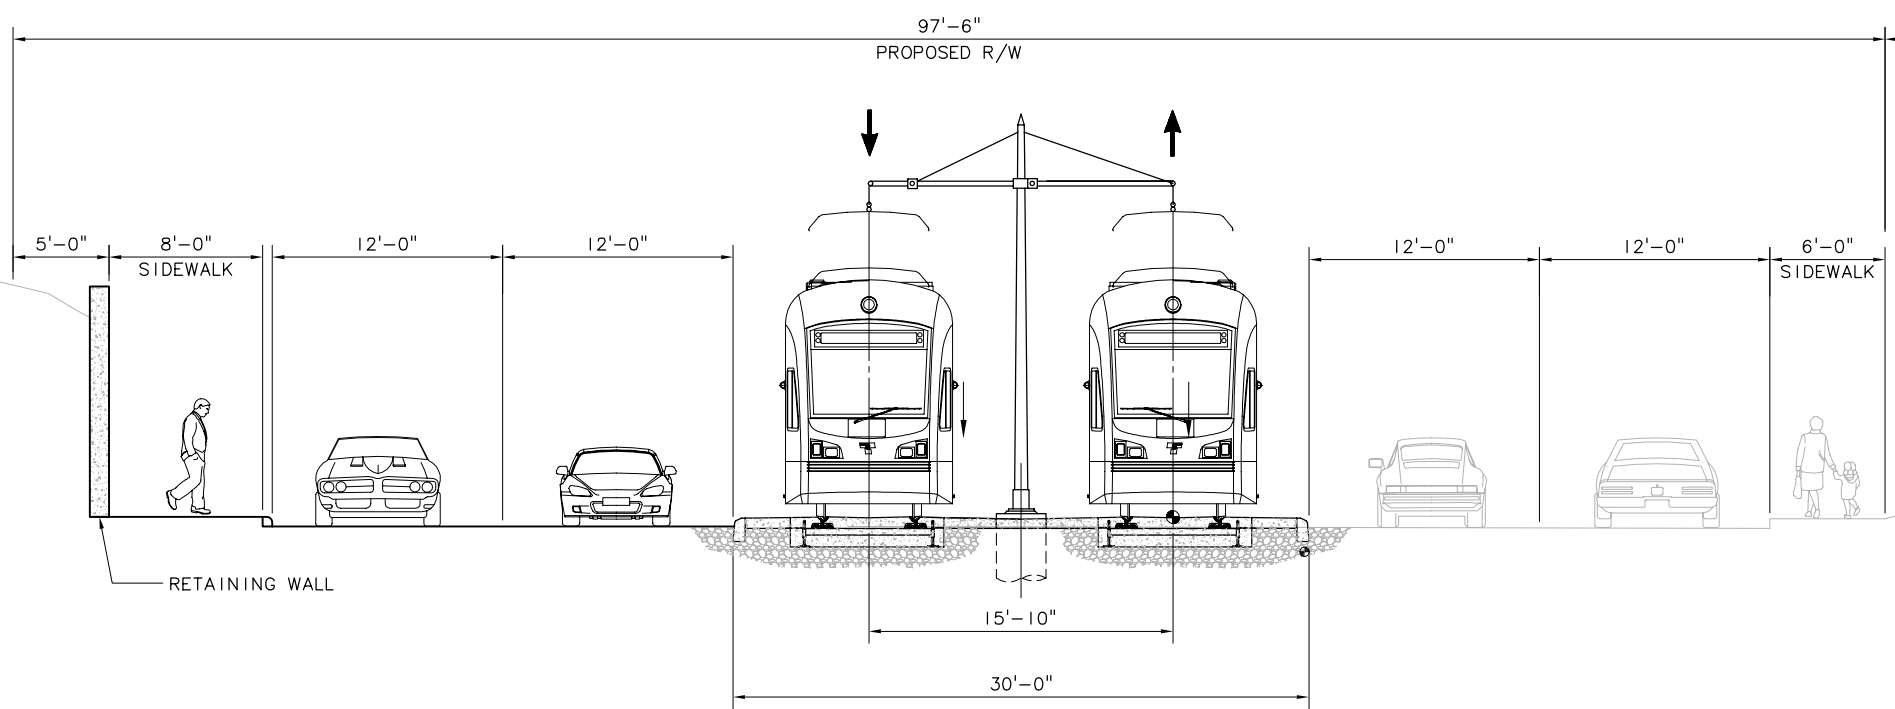 97'-6"
PROPOSED R/W
5'-0"
8'-0"
SIDEWALK
12'-0"
12'-0"
12'-0"
12'-0"
6'-0"
SIDEWALK
RETAINING WALL
15'-10"
30'-0"